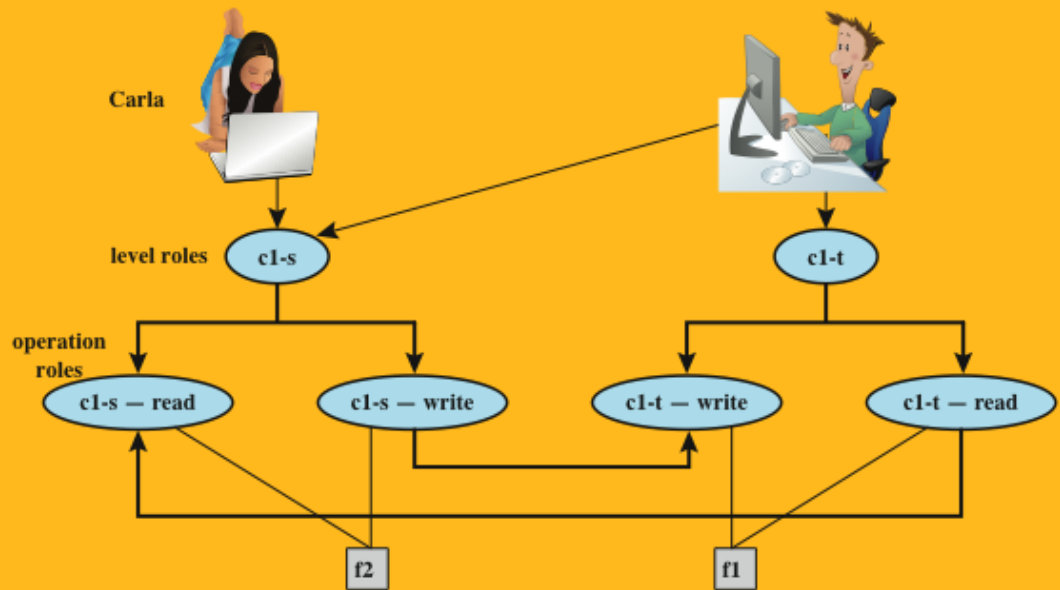 Carla
level roles
c1-s
c1-t
operation
roles
c1-s — read
c1-s — write
c1-t — write
c1-t — read
f2
f1